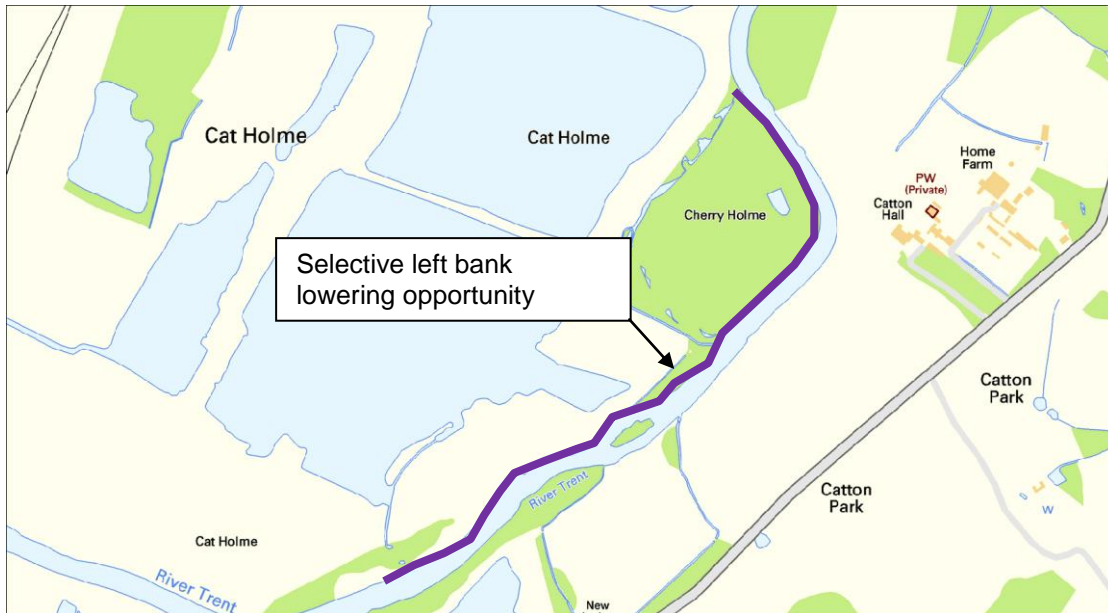 Cat Holme
Cat Holme
Home
Farm
PW
(Private)
Catton
Hall
Cherry Holme
Selective left bank
lowering opportunity
Catton
Park
Catton
Park
River Trent
W
Cat Holme
River Trent
New